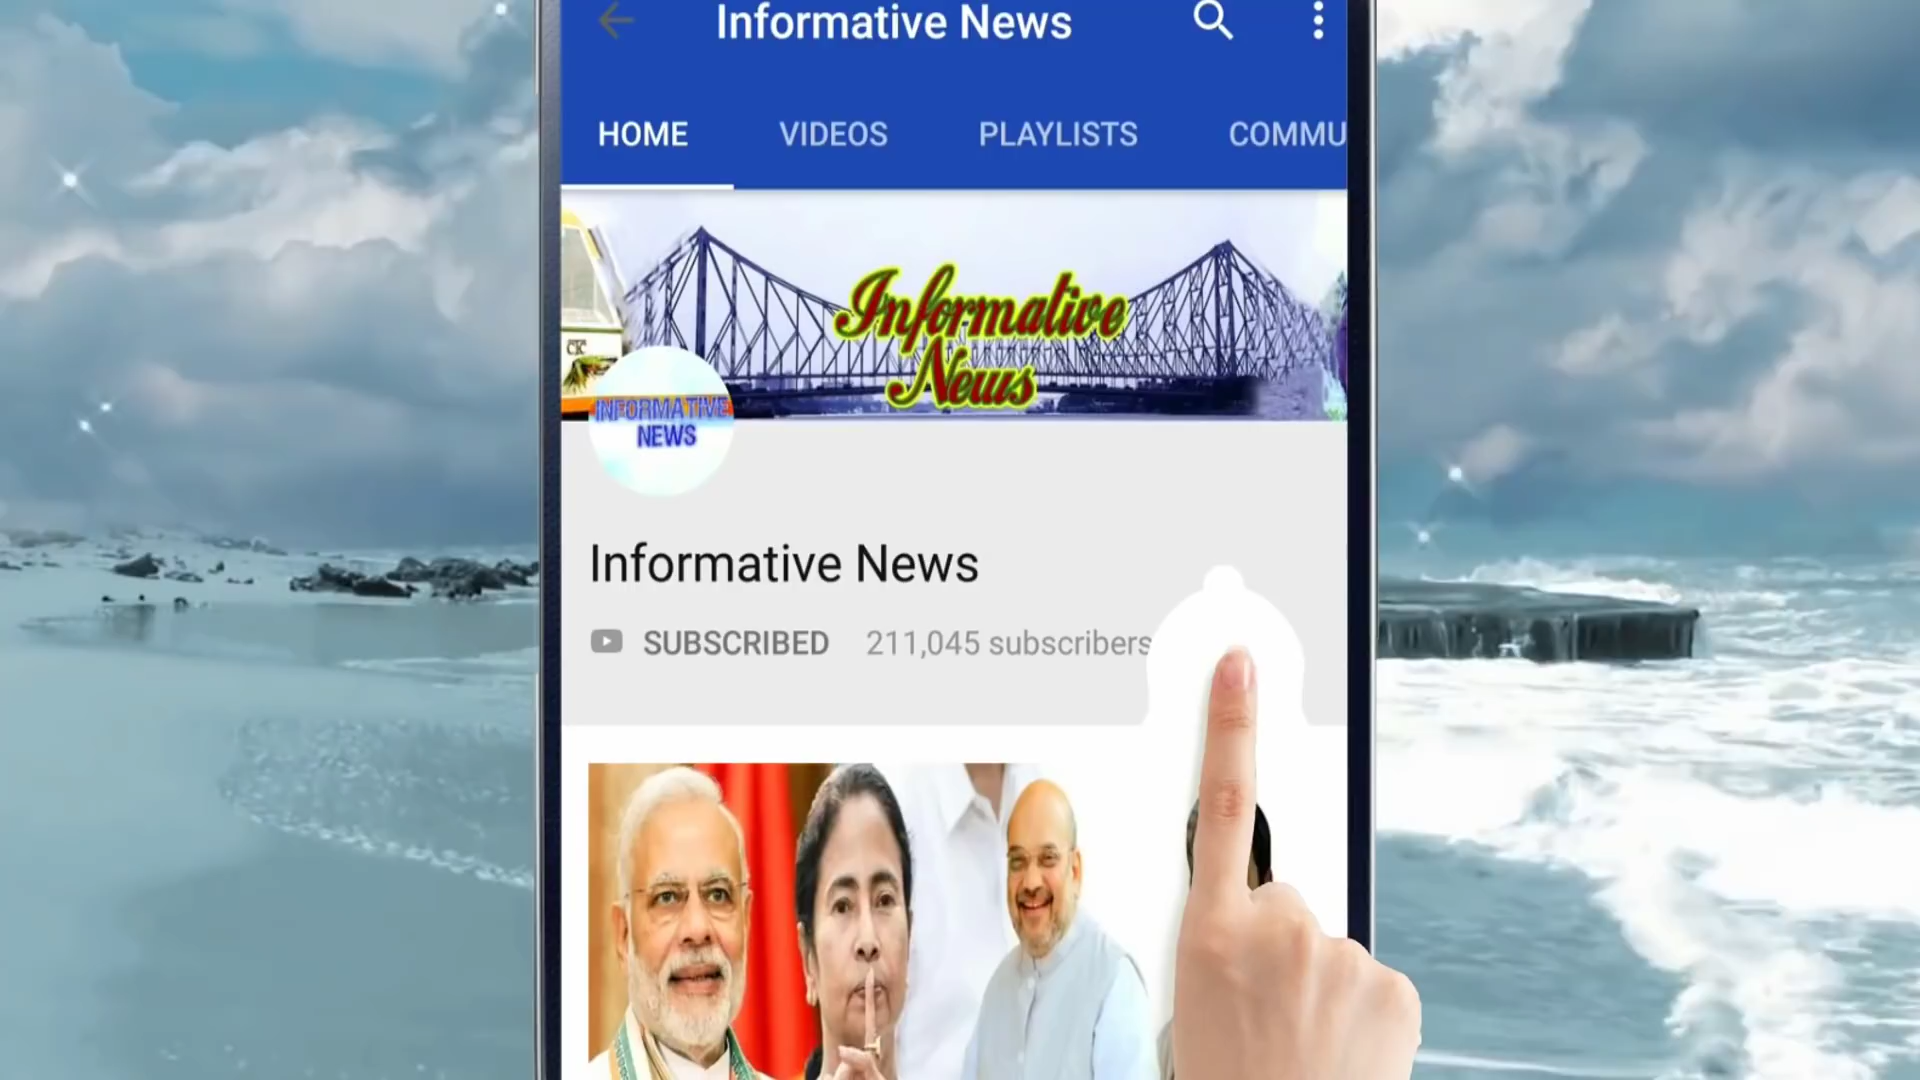 Informative News
HOME VIDEOS PLAYLISTS COMMU
Informative
News
INFORMATIVE
NEWS
Informative News
SUBSCRIBED 211,045 subscribers